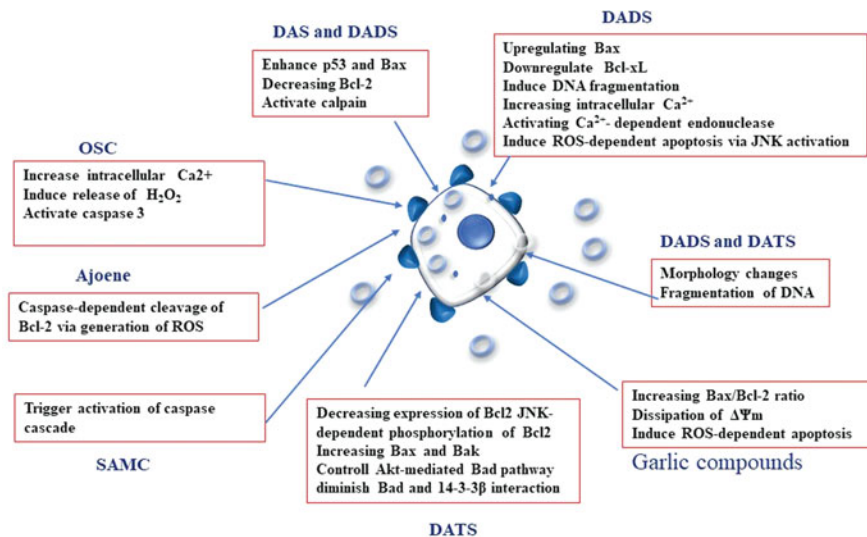 DAS and DADS
Enhance p53 and Bax
Decreasing Bcl-2
Activate calpain
DADS
Upregulating Bax
Downregulate Bcl-xL
Induce DNA fragmentation
Increasing intracellular Ca²⁺
Activating Ca²⁺- dependent endonuclease
Induce ROS-dependent apoptosis via JNK activation
OSC
Increase intracellular Ca2+
Induce release of H₂O₂
Activate caspase 3
DADS and DATS
Morphology changes
Fragmentation of DNA
Ajoene
Caspase-dependent cleavage of
Bcl-2 via generation of ROS
Trigger activation of caspase
cascade
SAMC
Decreasing expression of Bcl2 JNK-
dependent phosphorylation of Bcl2
Increasing Bax and Bak
Controll Akt-mediated Bad pathway
diminish Bad and 14-3-3β interaction
DATS
Increasing Bax/Bcl-2 ratio
Dissipation of ΔΨm
Induce ROS-dependent apoptosis
Garlic compounds